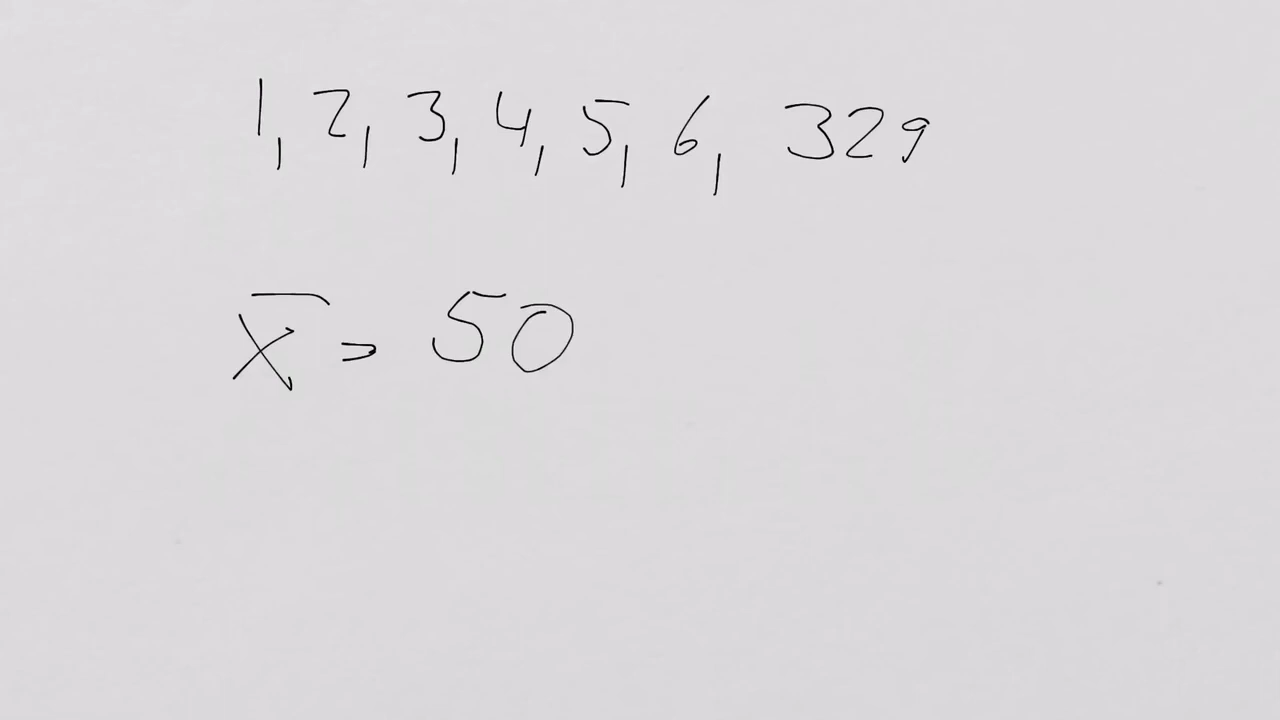 1, 2, 3, 4, 5, 6, 329
x̄ = 50